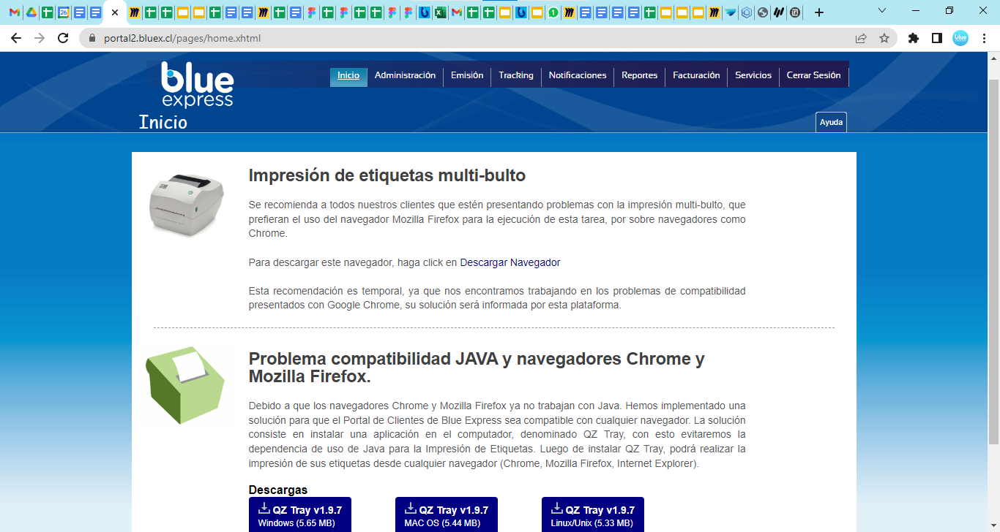 portal2.bluex.cl/pages/home.xhtml
blue
express
Inicio Administración Emisión Tracking Notificaciones Reportes Facturación Servicios Cerrar Sesión
Inicio
Ayuda
Impresión de etiquetas multi-bulto
Se recomienda a todos nuestros clientes que estén presentando problemas con la impresión multi-bulto, que
prefieran el uso del navegador Mozilla Firefox para la ejecución de esta tarea, por sobre navegadores como
Chrome.
Para descargar este navegador, haga click en Descargar Navegador
Esta recomendación es temporal, ya que nos encontramos trabajando en los problemas de compatibilidad
presentados con Google Chrome, su solución será informada por esta plataforma.
Problema compatibilidad JAVA y navegadores Chrome y
Mozilla Firefox.
Debido a que los navegadores Chrome y Mozilla Firefox ya no trabajan con Java. Hemos implementado una
solución para que el Portal de Clientes de Blue Express sea compatible con cualquier navegador. La solución
consiste en instalar una aplicación en el computador, denominado QZ Tray, con esto evitaremos la
dependencia de uso de Java para la Impresión de Etiquetas. Luego de instalar QZ Tray, podrá realizar la
impresión de sus etiquetas desde cualquier navegador (Chrome, Mozilla Firefox, Internet Explorer).
Descargas
QZ Tray v1.9.7
Windows (5.65 MB)
QZ Tray v1.9.7
MAC OS (5.44 MB)
QZ Tray v1.9.7
Linux/Unix (5.33 MB)